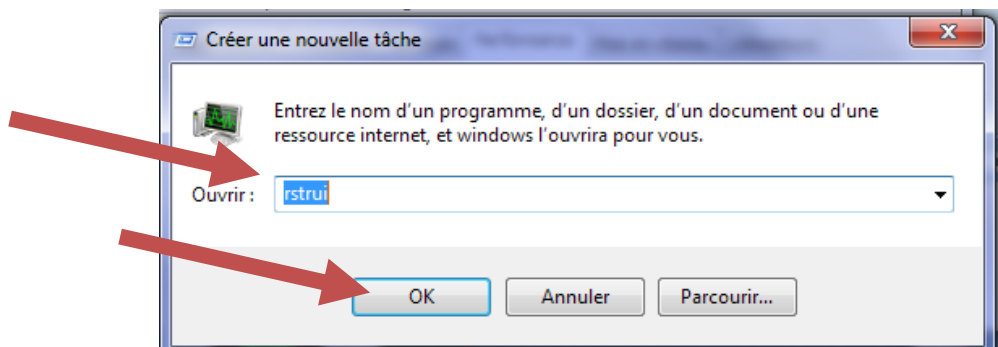 Créer une nouvelle tâche
Entrez le nom d'un programme, d'un dossier, d'un document ou d'une
ressource internet, et windows l'ouvrira pour vous.
Ouvrir : rstrui
OK Annuler Parcourir...